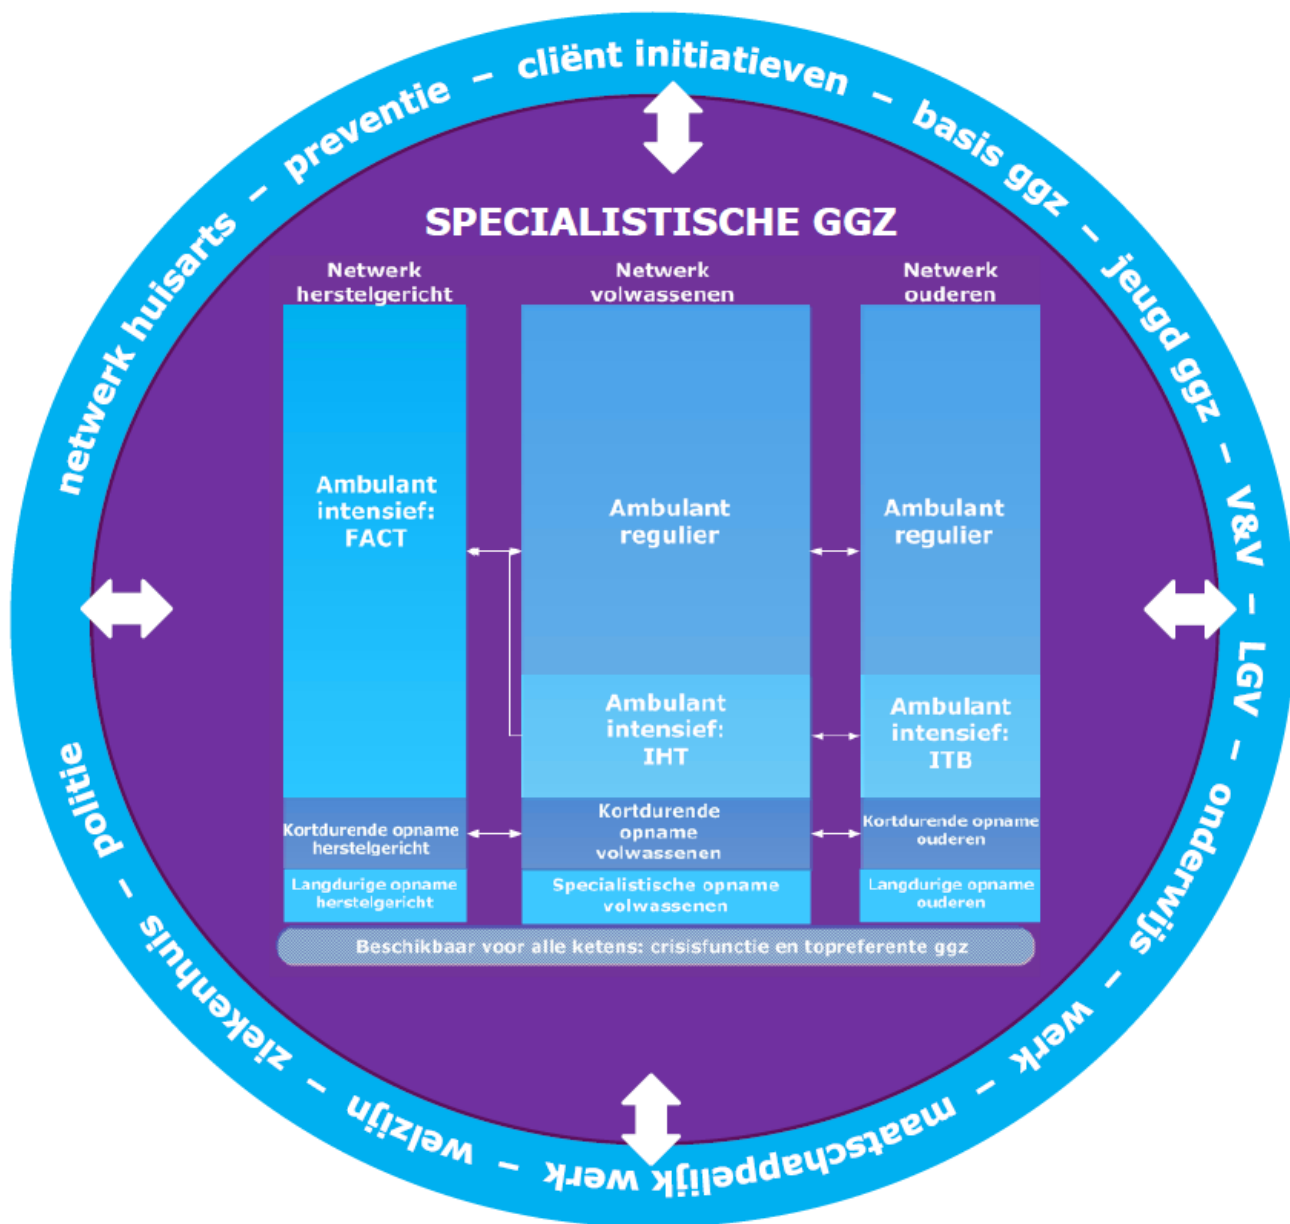 netwerk huisarts – preventie – cliënt initiatieven – basis ggz – jeugd ggz – V&V – LGV – onderwijs – werk – maatschappelijk werk – welzijn – ziekenhuis – politie
SPECIALISTISCHE GGZ
Netwerk
herstelgericht
Ambulant
intensief:
FACT
Kortdurende opname
herstelgericht
Langdurige opname
herstelgericht
Netwerk
volwassenen
Ambulant
regulier
Ambulant
intensief:
IHT
Kortdurende
opname
volwassenen
Specialistische opname
volwassenen
Netwerk
ouderen
Ambulant
regulier
Ambulant
intensief:
ITB
Kortdurende opname
ouderen
Langdurige opname
ouderen
Beschikbaar voor alle ketens: crisisfunctie en topreferente ggz